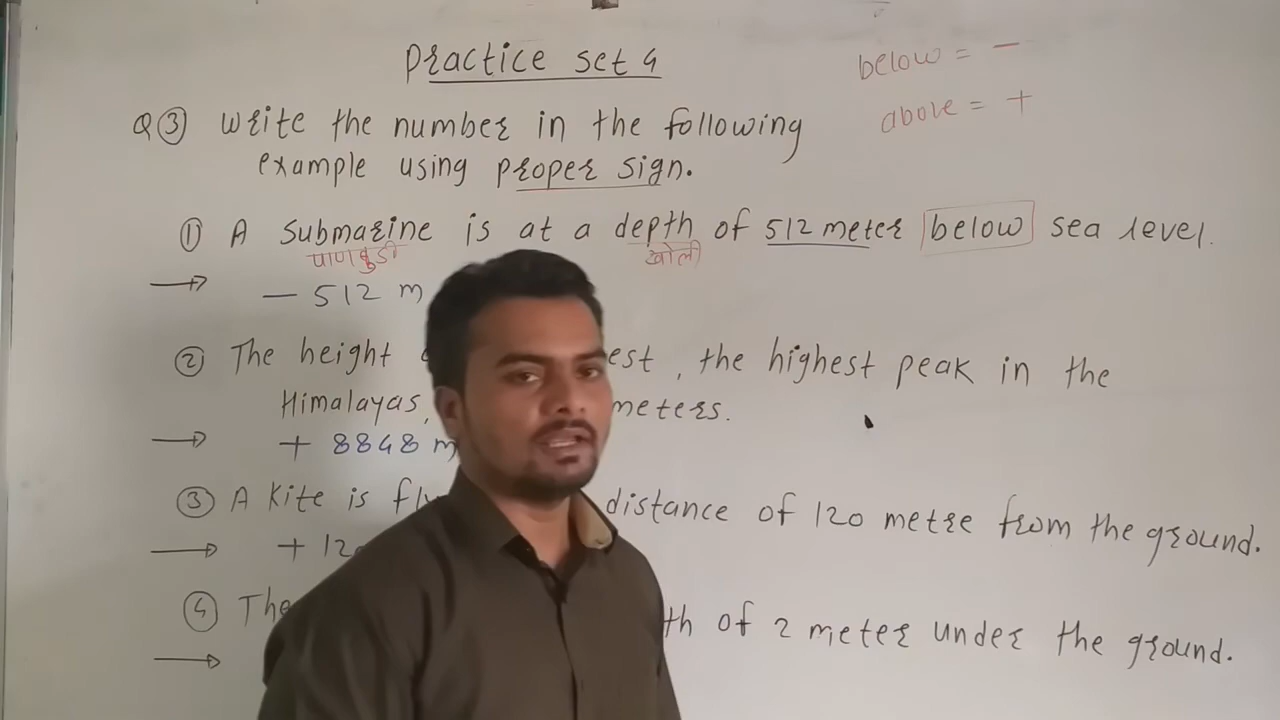 Practice set 4
below = −
above = +
Q ③ Write the number in the following
example using proper sign.
① A submarine is at a depth of 512 meter below sea level.
पाणबुडी खोली
→ − 512 m
② The height est, the highest peak in the
Himalayas, meters.
→ + 8848 m
③ A kite is fly distance of 120 metre from the ground.
→ + 120
④ The th of 2 meter under the ground.
→